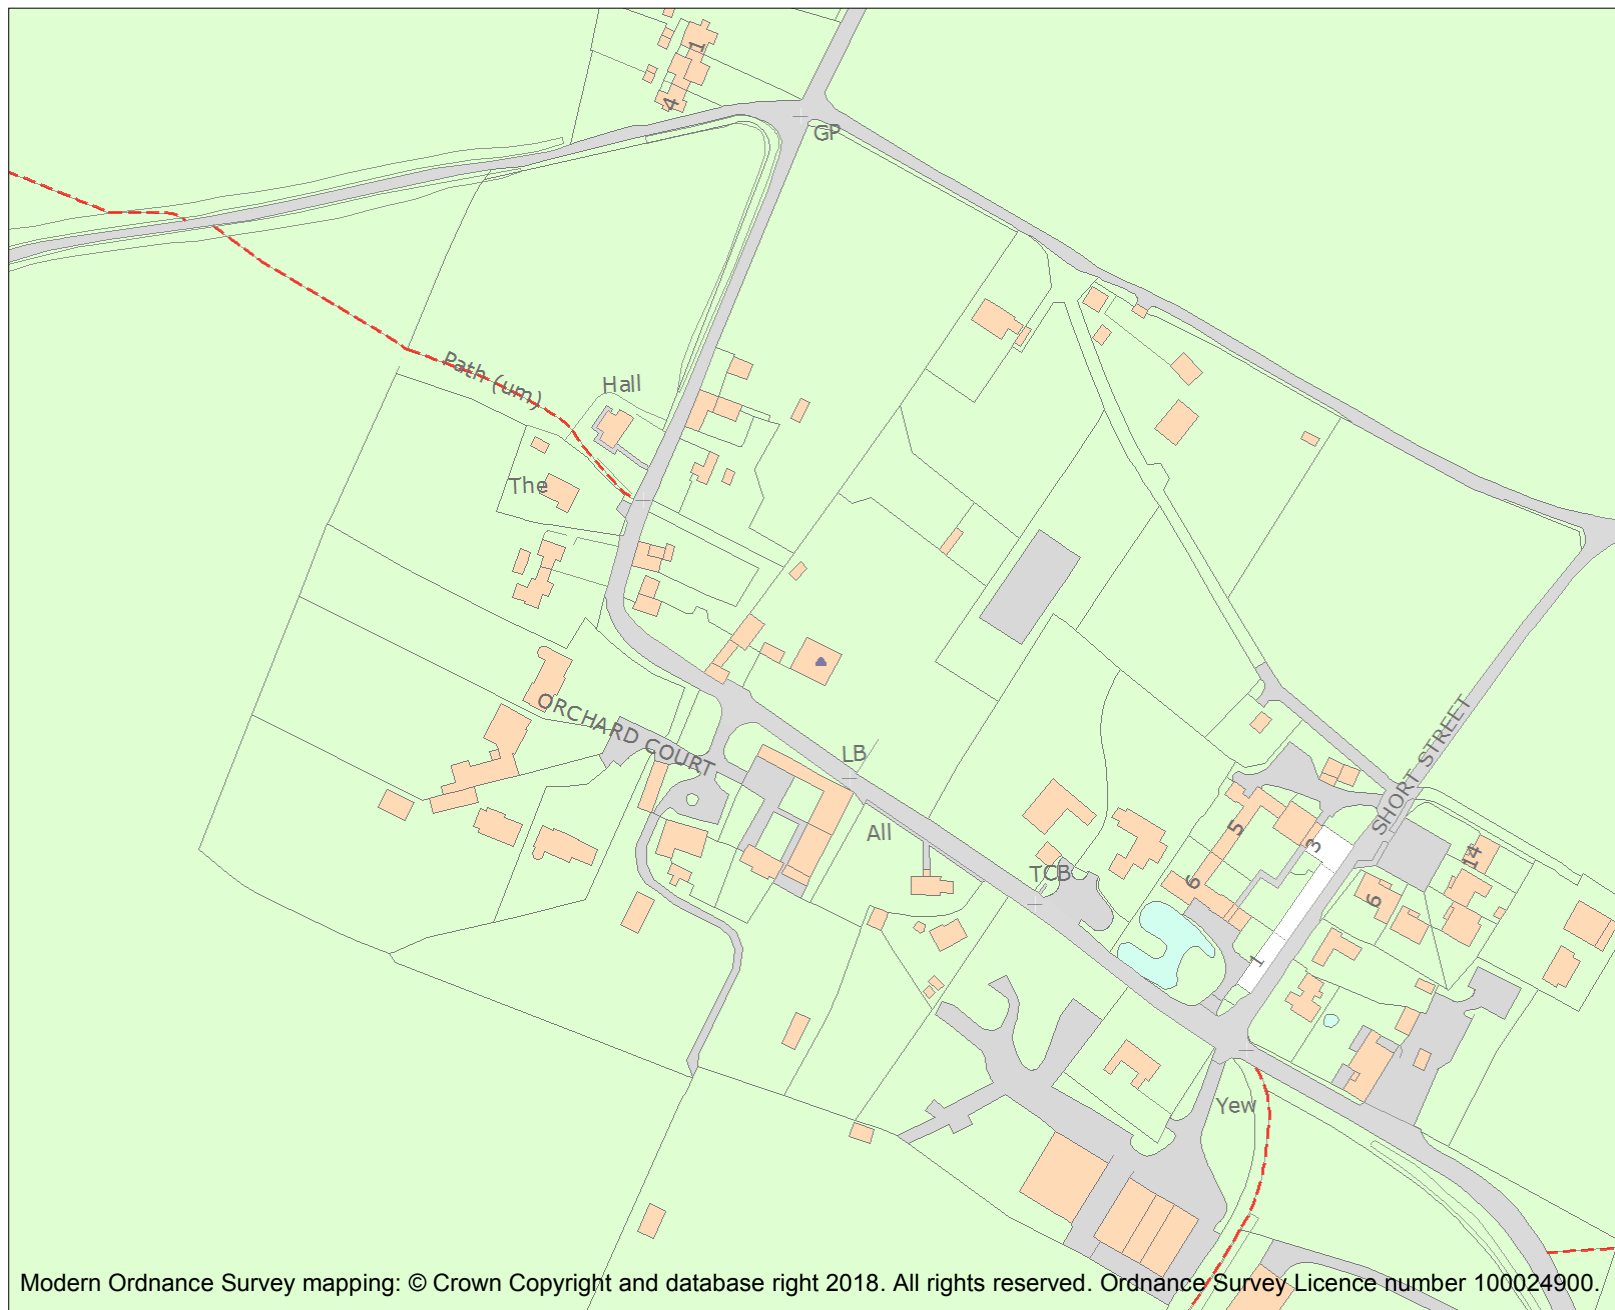 1
4
GP
Path (um)
Hall
The
ORCHARD COURT
LB
SHORT STREET
All
5
3
14
TCB
6
6
1
Yew
Modern Ordnance Survey mapping: © Crown Copyright and database right 2018. All rights reserved. Ordnance Survey Licence number 100024900.